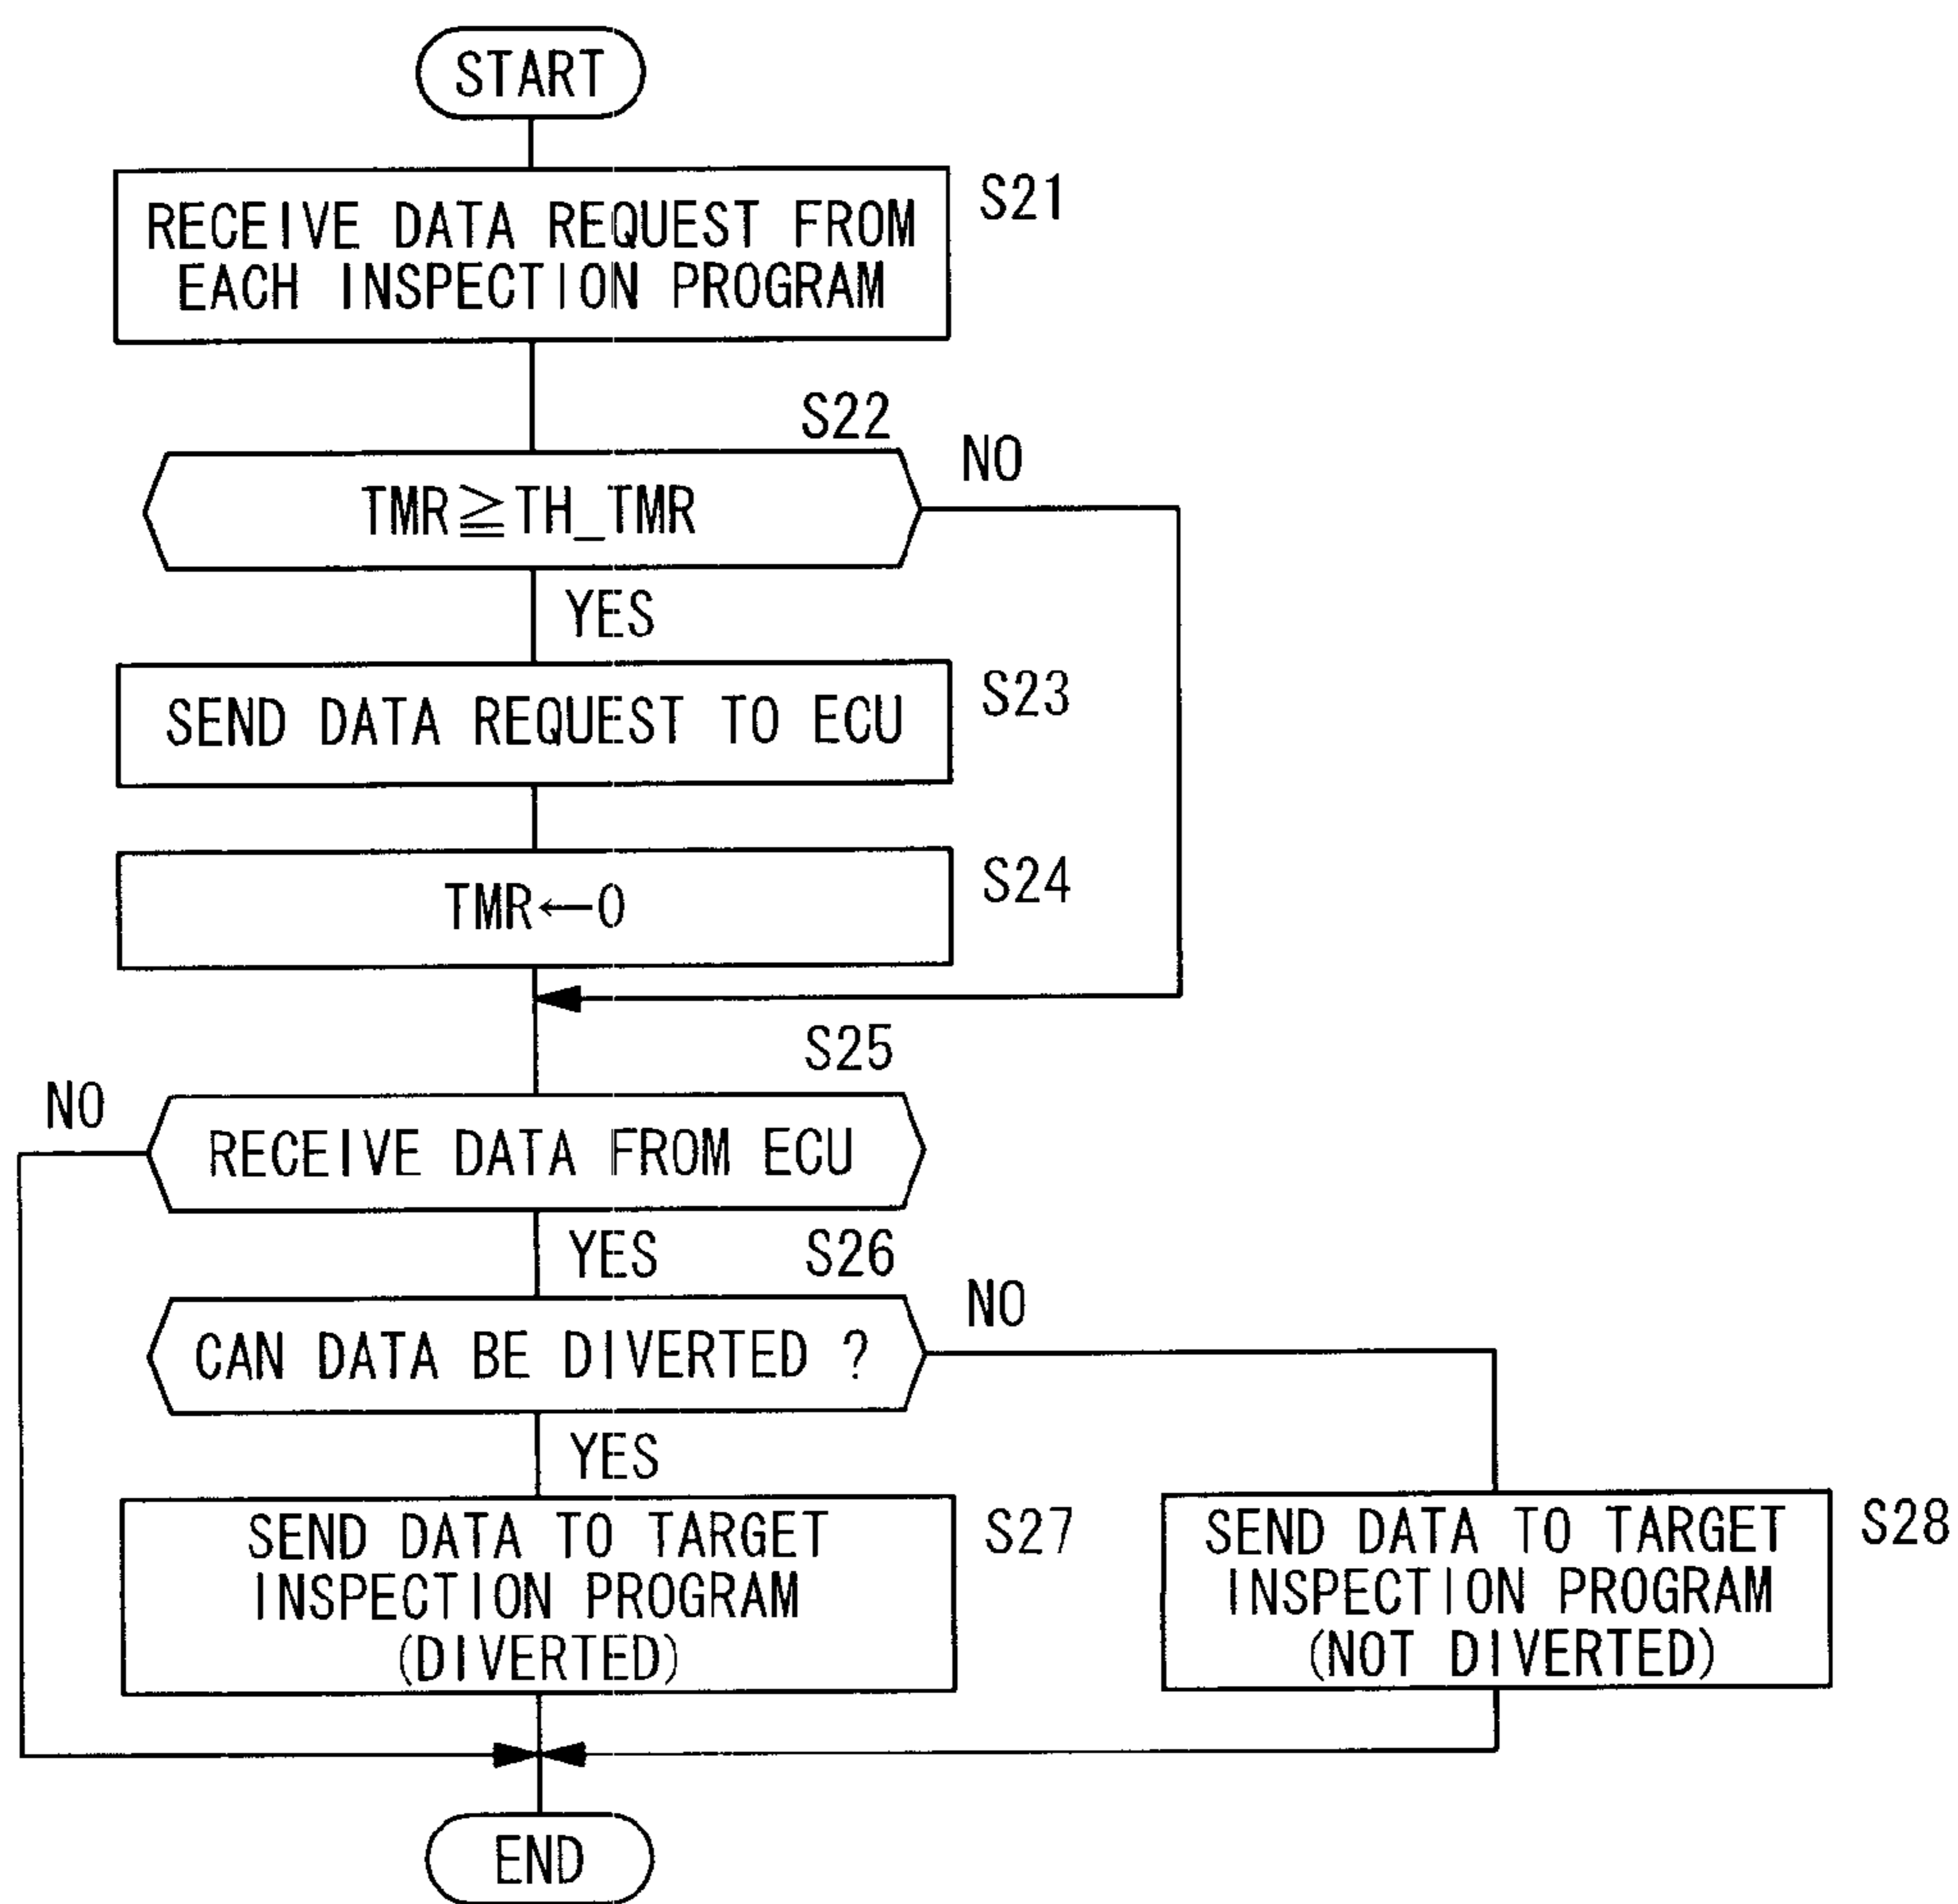 START
RECEIVE DATA REQUEST FROM
EACH INSPECTION PROGRAM
S21
S22
TMR≧TH_TMR
NO
YES
SEND DATA REQUEST TO ECU
S23
TMR←0
S24
S25
NO
RECEIVE DATA FROM ECU
YES
S26
CAN DATA BE DIVERTED ?
NO
YES
SEND DATA TO TARGET
INSPECTION PROGRAM
(DIVERTED)
S27
SEND DATA TO TARGET
INSPECTION PROGRAM
(NOT DIVERTED)
S28
END